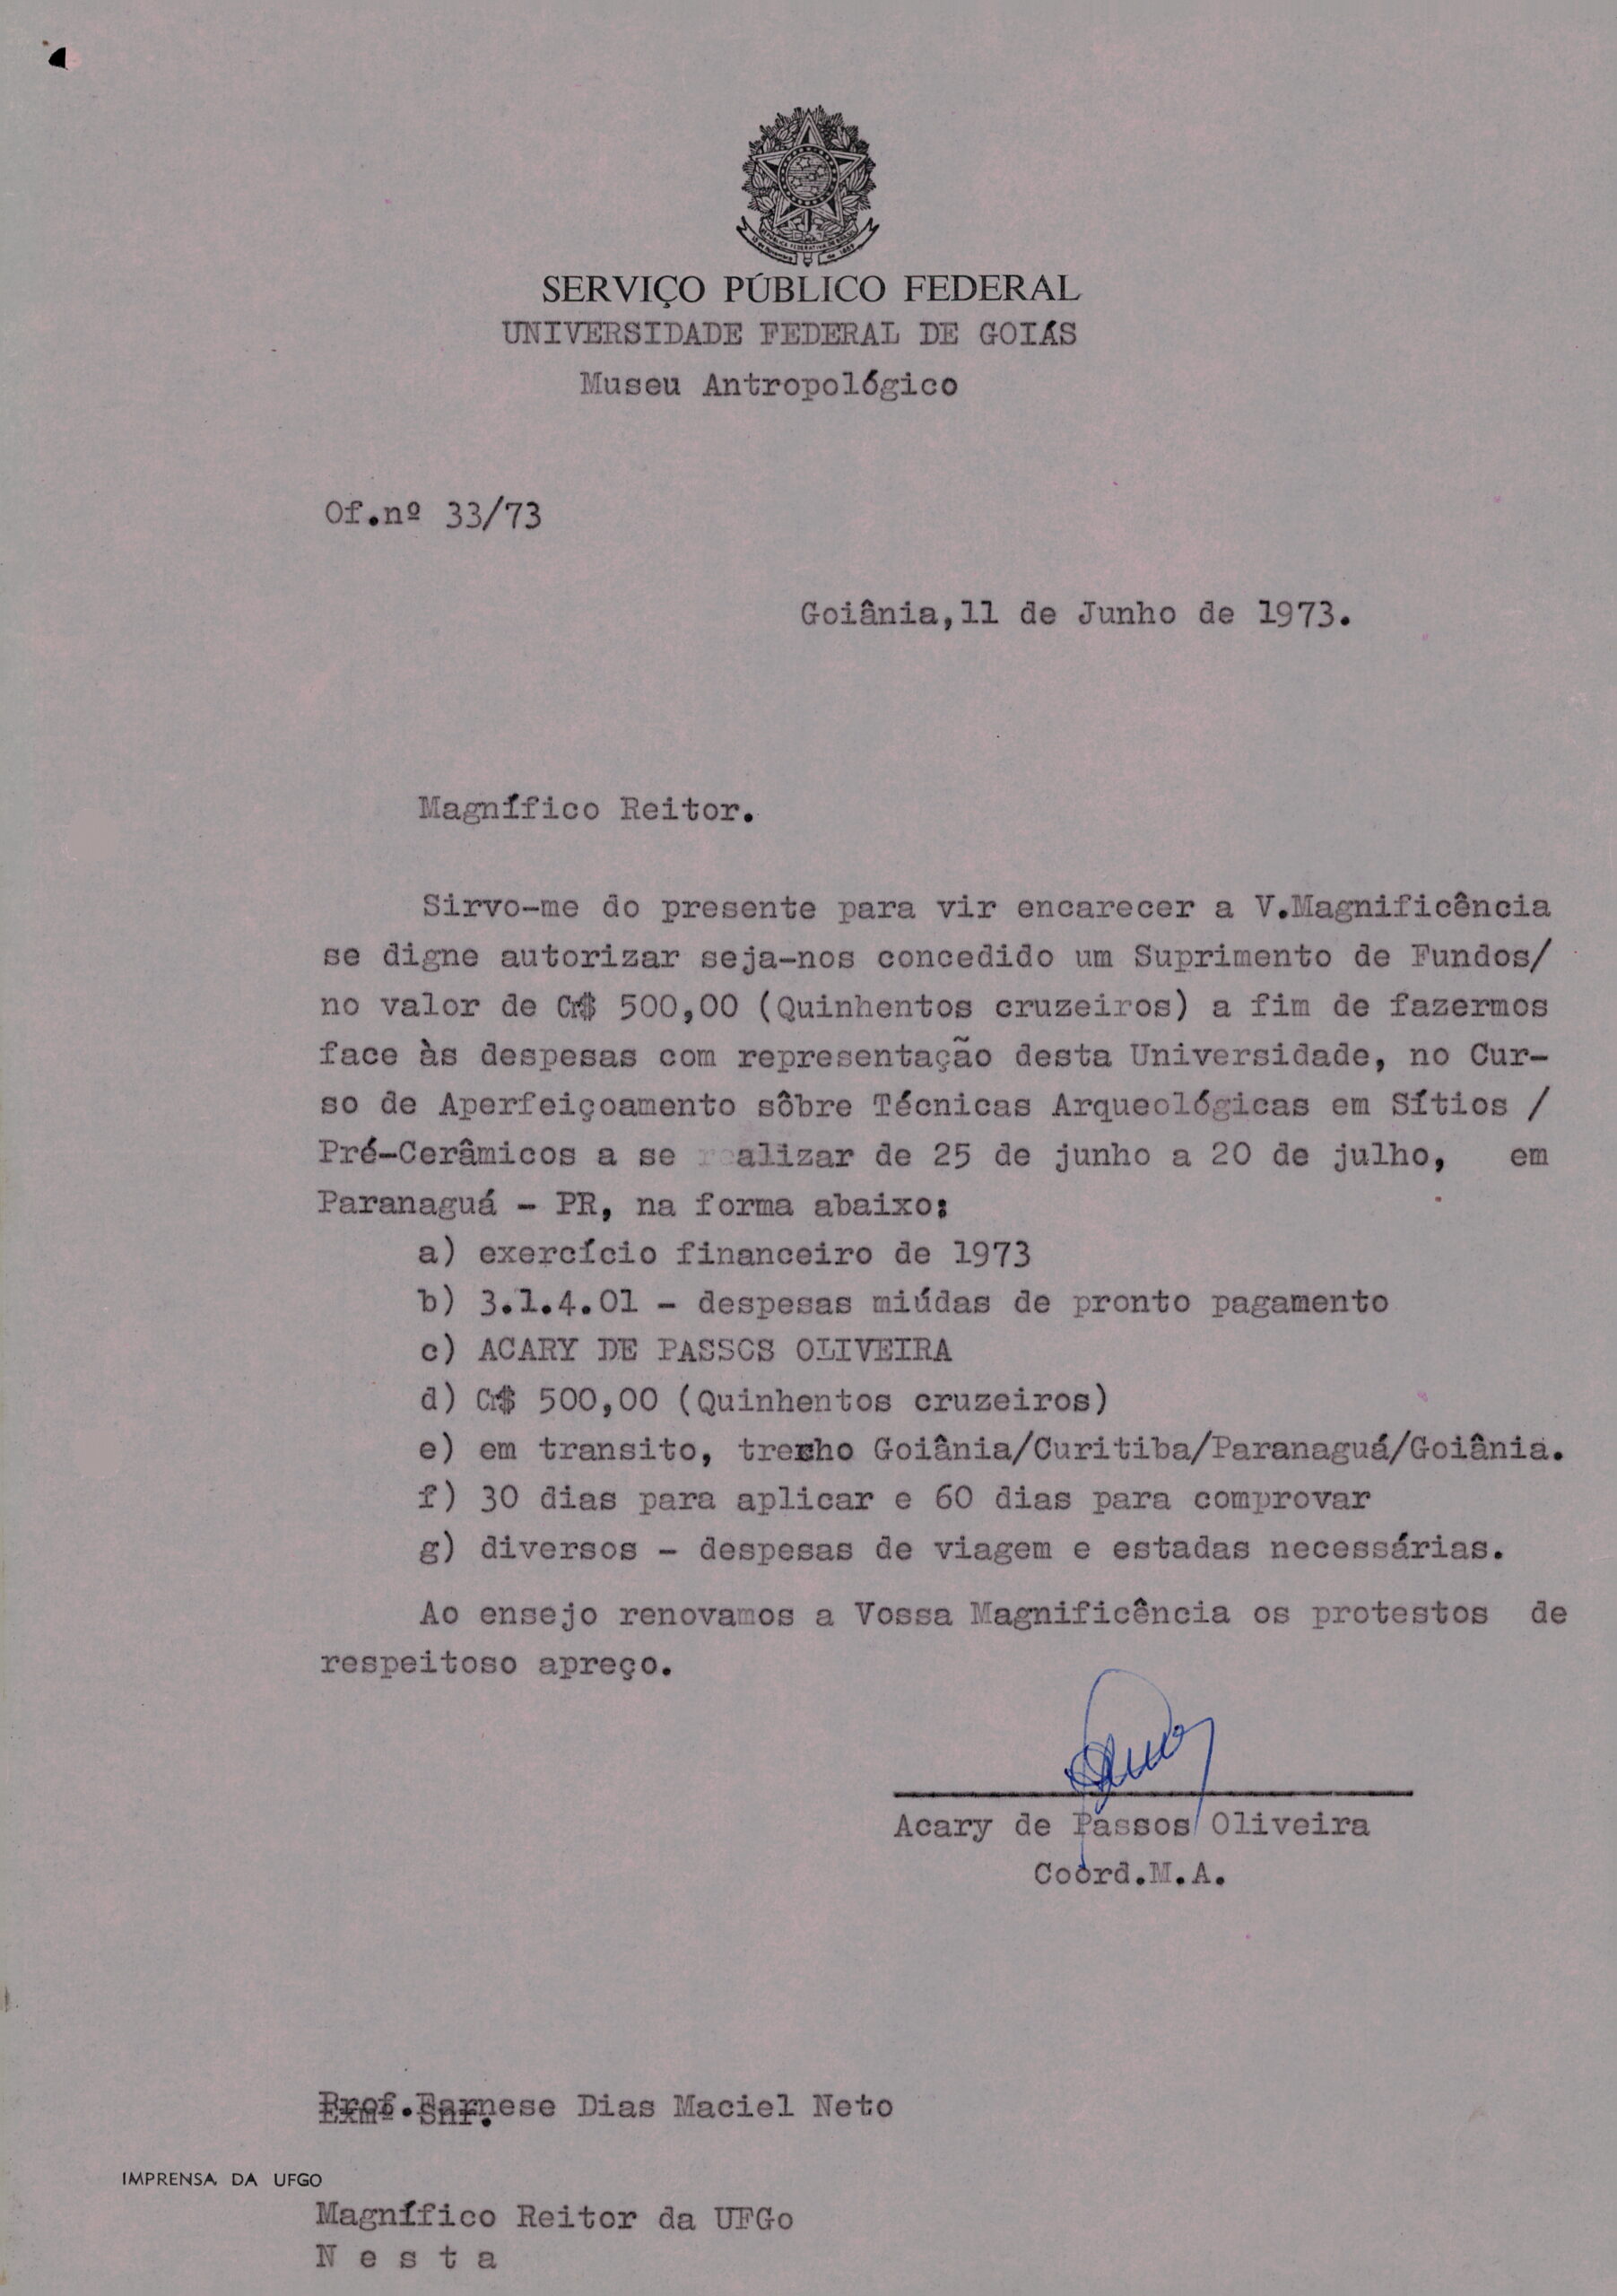 SERVIÇO PÚBLICO FEDERAL
UNIVERSIDADE FEDERAL DE GOIÁS
Museu Antropológico
Of.nº 33/73
Goiânia,11 de Junho de 1973.
Magnífico Reitor.
Sirvo-me do presente para vir encarecer a V.Magnificência
se digne autorizar seja-nos concedido um Suprimento de Fundos/
no valor de Cr$ 500,00 (Quinhentos cruzeiros) a fim de fazermos
face às despesas com representação desta Universidade, no Cur-
so de Aperfeiçoamento sôbre Técnicas Arqueológicas em Sítios /
Pré-Cerâmicos a se realizar de 25 de junho a 20 de julho, em
Paranaguá - PR, na forma abaixo:
a) exercício financeiro de 1973
b) 3.1.4.01 - despesas miúdas de pronto pagamento
c) ACARY DE PASSOS OLIVEIRA
d) Cr$ 500,00 (Quinhentos cruzeiros)
e) em transito, trecho Goiânia/Curitiba/Paranaguá/Goiânia.
f) 30 dias para aplicar e 60 dias para comprovar
g) diversos - despesas de viagem e estadas necessárias.
Ao ensejo renovamos a Vossa Magnificência os protestos de
respeitoso apreço.
Acary de Passos Oliveira
Coord.M.A.
Exmº Snr.
Prof.Farnese Dias Maciel Neto
IMPRENSA DA UFGO
Magnífico Reitor da UFGo
N e s t a